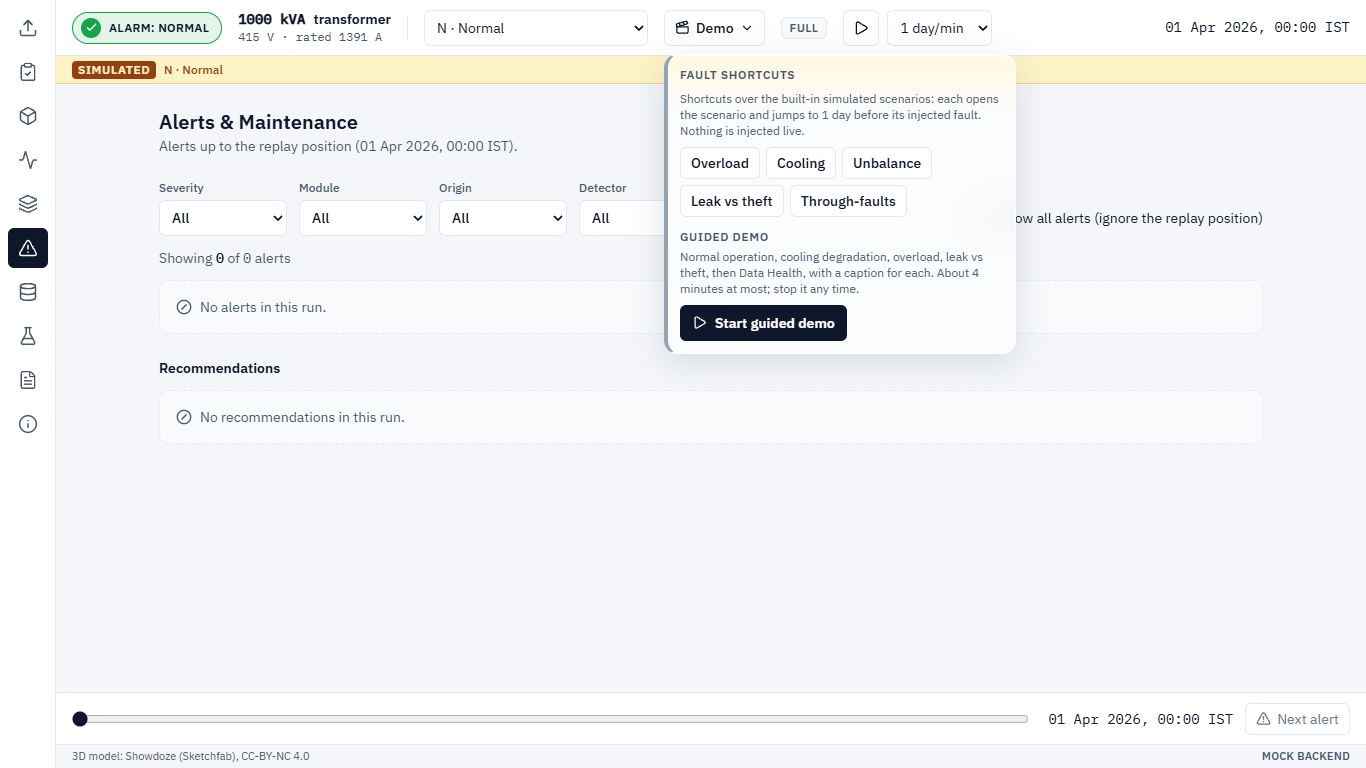 ALARM: NORMAL
1000 kVA transformer
415 V · rated 1391 A
N · Normal
Demo
FULL
1 day/min
01 Apr 2026, 00:00 IST
SIMULATED N · Normal
Alerts & Maintenance
Alerts up to the replay position (01 Apr 2026, 00:00 IST).
Severity
All
Module
All
Origin
All
Detector
All
ow all alerts (ignore the replay position)
Showing 0 of 0 alerts
No alerts in this run.
Recommendations
No recommendations in this run.
FAULT SHORTCUTS
Shortcuts over the built-in simulated scenarios: each opens
the scenario and jumps to 1 day before its injected fault.
Nothing is injected live.
Overload
Cooling
Unbalance
Leak vs theft
Through-faults
GUIDED DEMO
Normal operation, cooling degradation, overload, leak vs
theft, then Data Health, with a caption for each. About 4
minutes at most; stop it any time.
Start guided demo
01 Apr 2026, 00:00 IST
Next alert
3D model: Showdoze (Sketchfab), CC-BY-NC 4.0
MOCK BACKEND